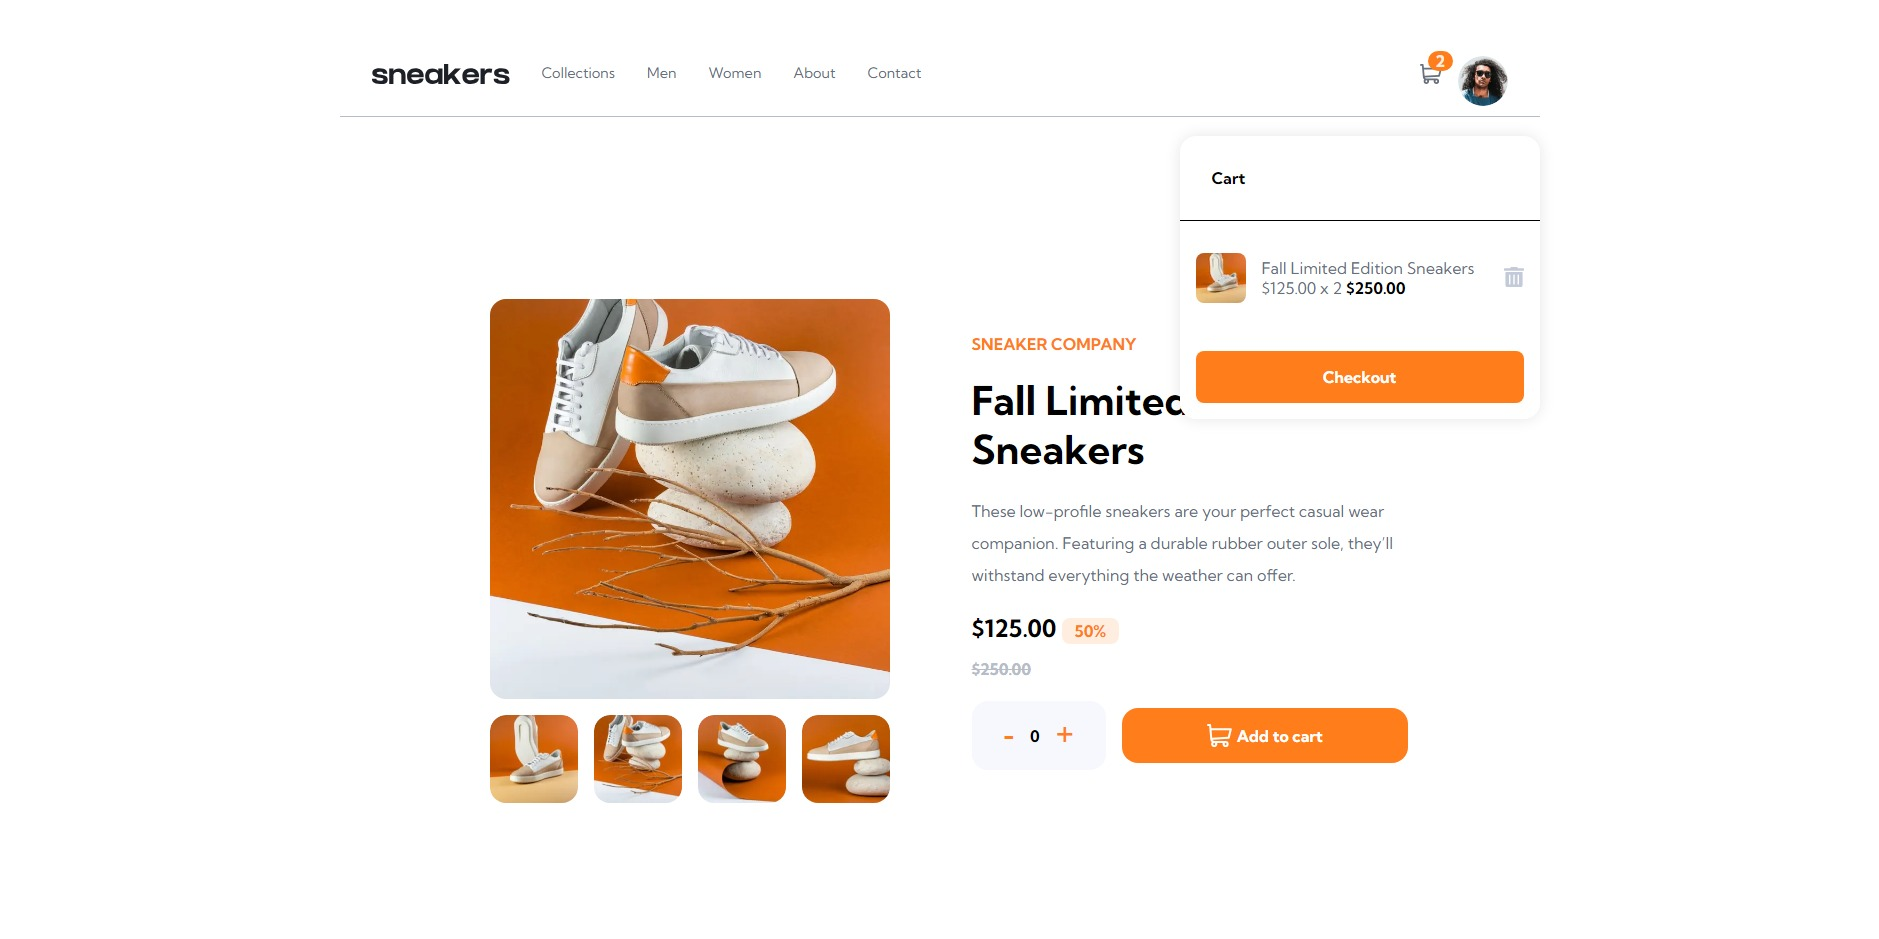 sneakers
Collections
Men
Women
About
Contact
2
Cart
Fall Limited Edition Sneakers
$125.00 x 2 $250.00
Checkout
SNEAKER COMPANY
Fall Limited
Sneakers
These low-profile sneakers are your perfect casual wear
companion. Featuring a durable rubber outer sole, they’ll
withstand everything the weather can offer.
$125.00 50%
$250.00
- 0 +
Add to cart